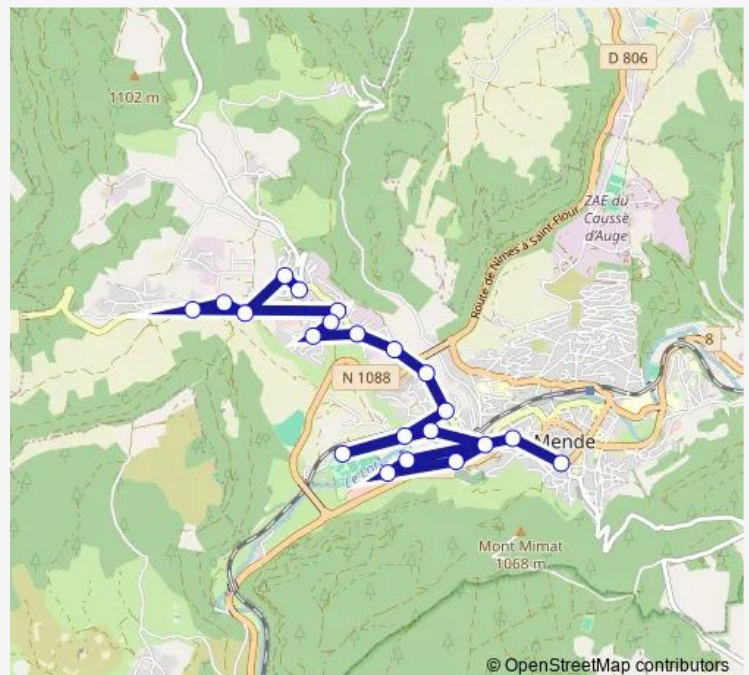 D 806
1102 m
ZAE du
Causse
d'Auge
Route de Nîmes à Saint-Flour
8
N 1088
Mende
Le Lot
Mont Mimat
1068 m
© OpenStreetMap contributors